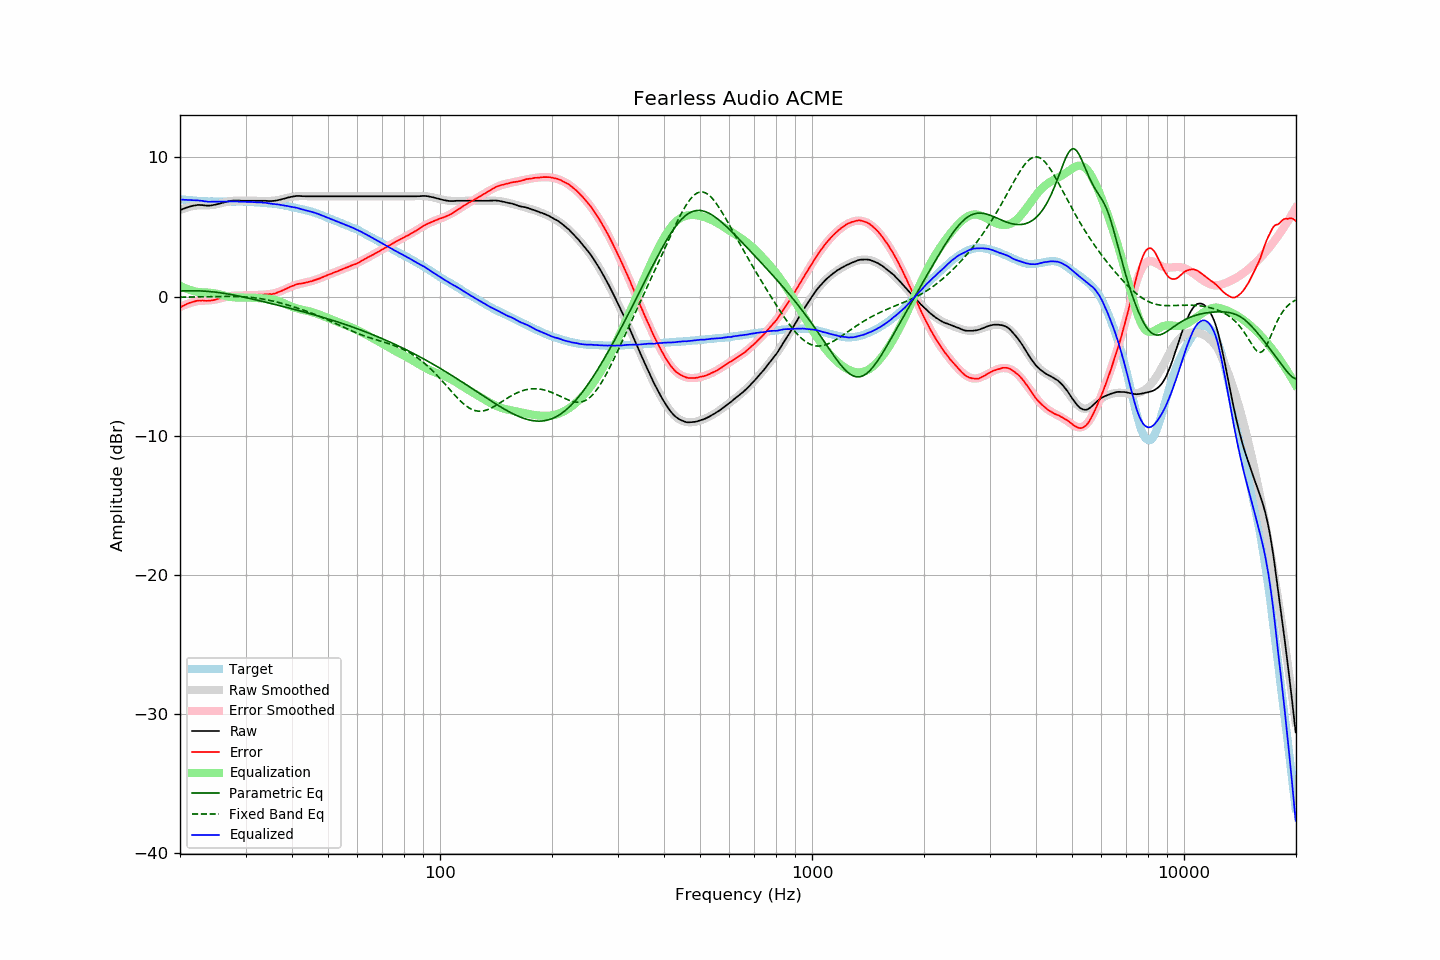 Fearless Audio ACME
10
0
−10
−20
−30
−40
Amplitude (dBr)
100
1000
10000
Frequency (Hz)
Target
Raw Smoothed
Error Smoothed
Raw
Error
Equalization
Parametric Eq
Fixed Band Eq
Equalized